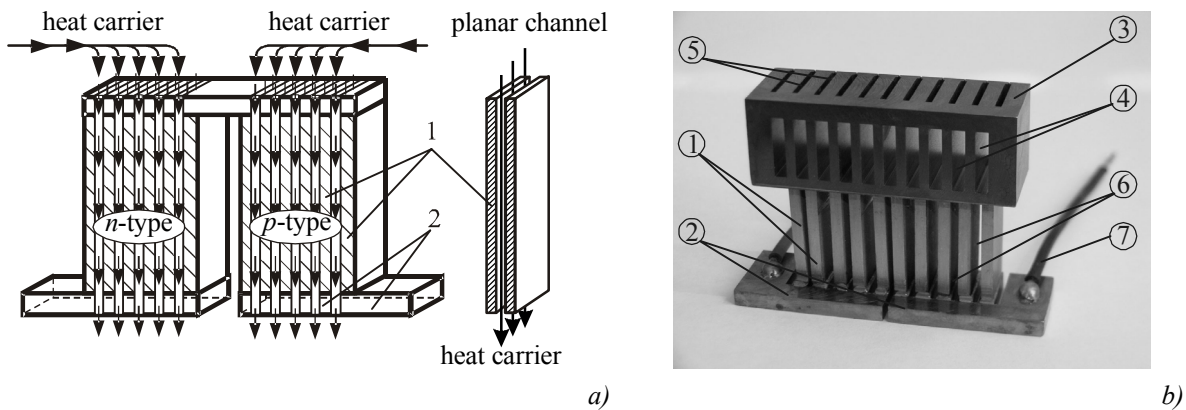 heat carrier
heat carrier
planar channel
1
n-type
p-type
2
heat carrier
a)
5
3
4
1
6
2
7
b)